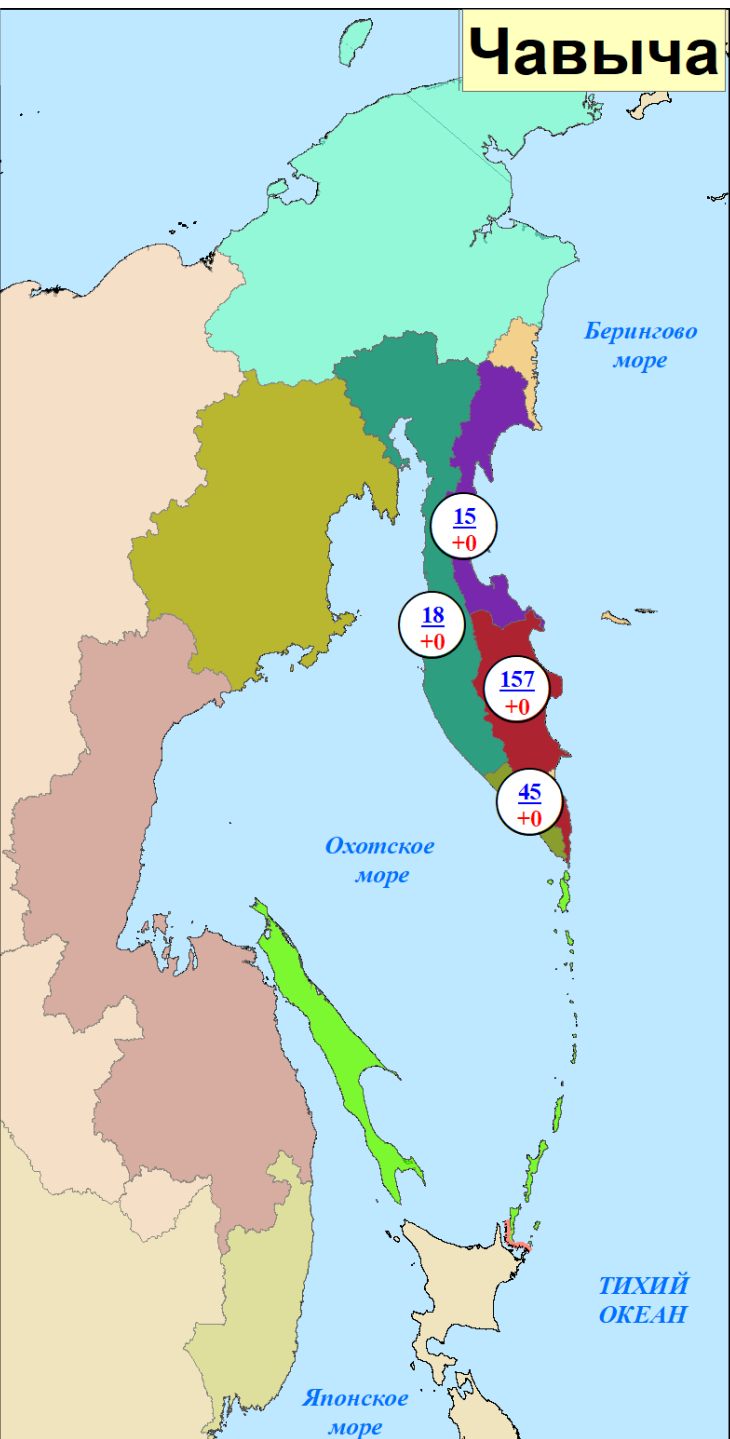 Чавыча
Берингово
море
15
+0
18
+0
157
+0
45
+0
Охотское
море
ТИХИЙ
ОКЕАН
Японское
море